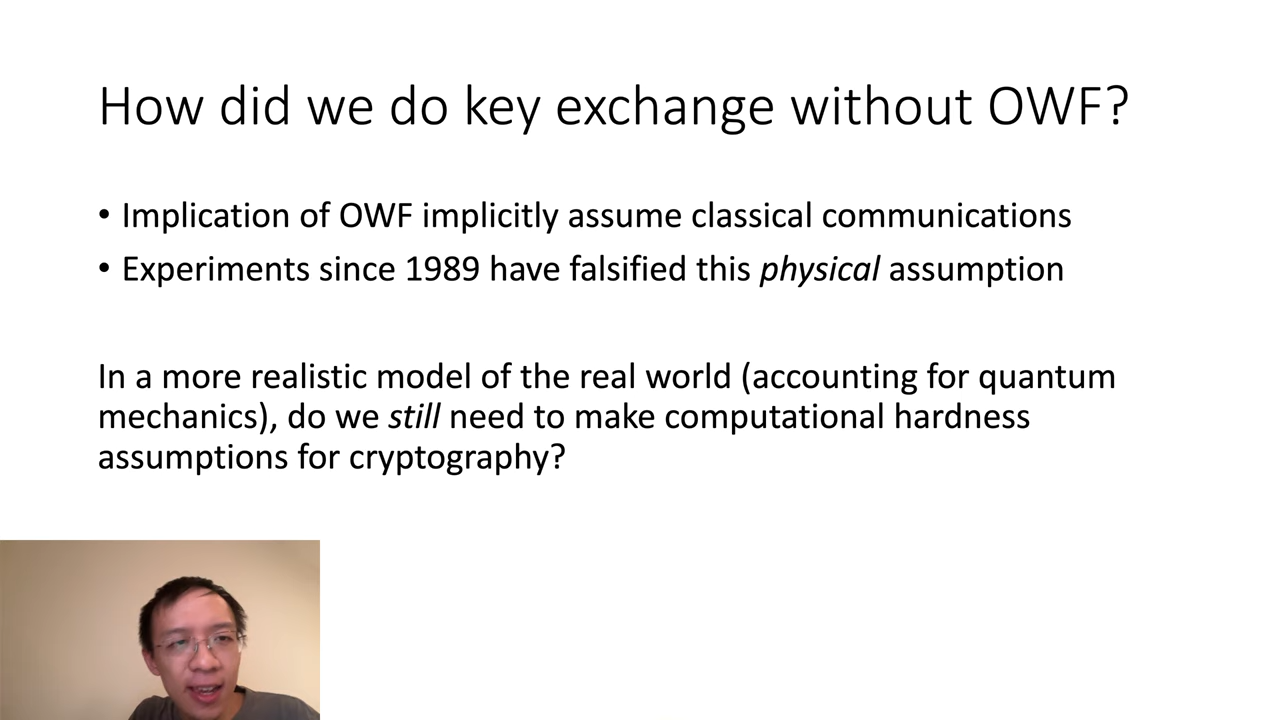 How did we do key exchange without OWF?
• Implication of OWF implicitly assume classical communications
• Experiments since 1989 have falsified this physical assumption
In a more realistic model of the real world (accounting for quantum
mechanics), do we still need to make computational hardness
assumptions for cryptography?